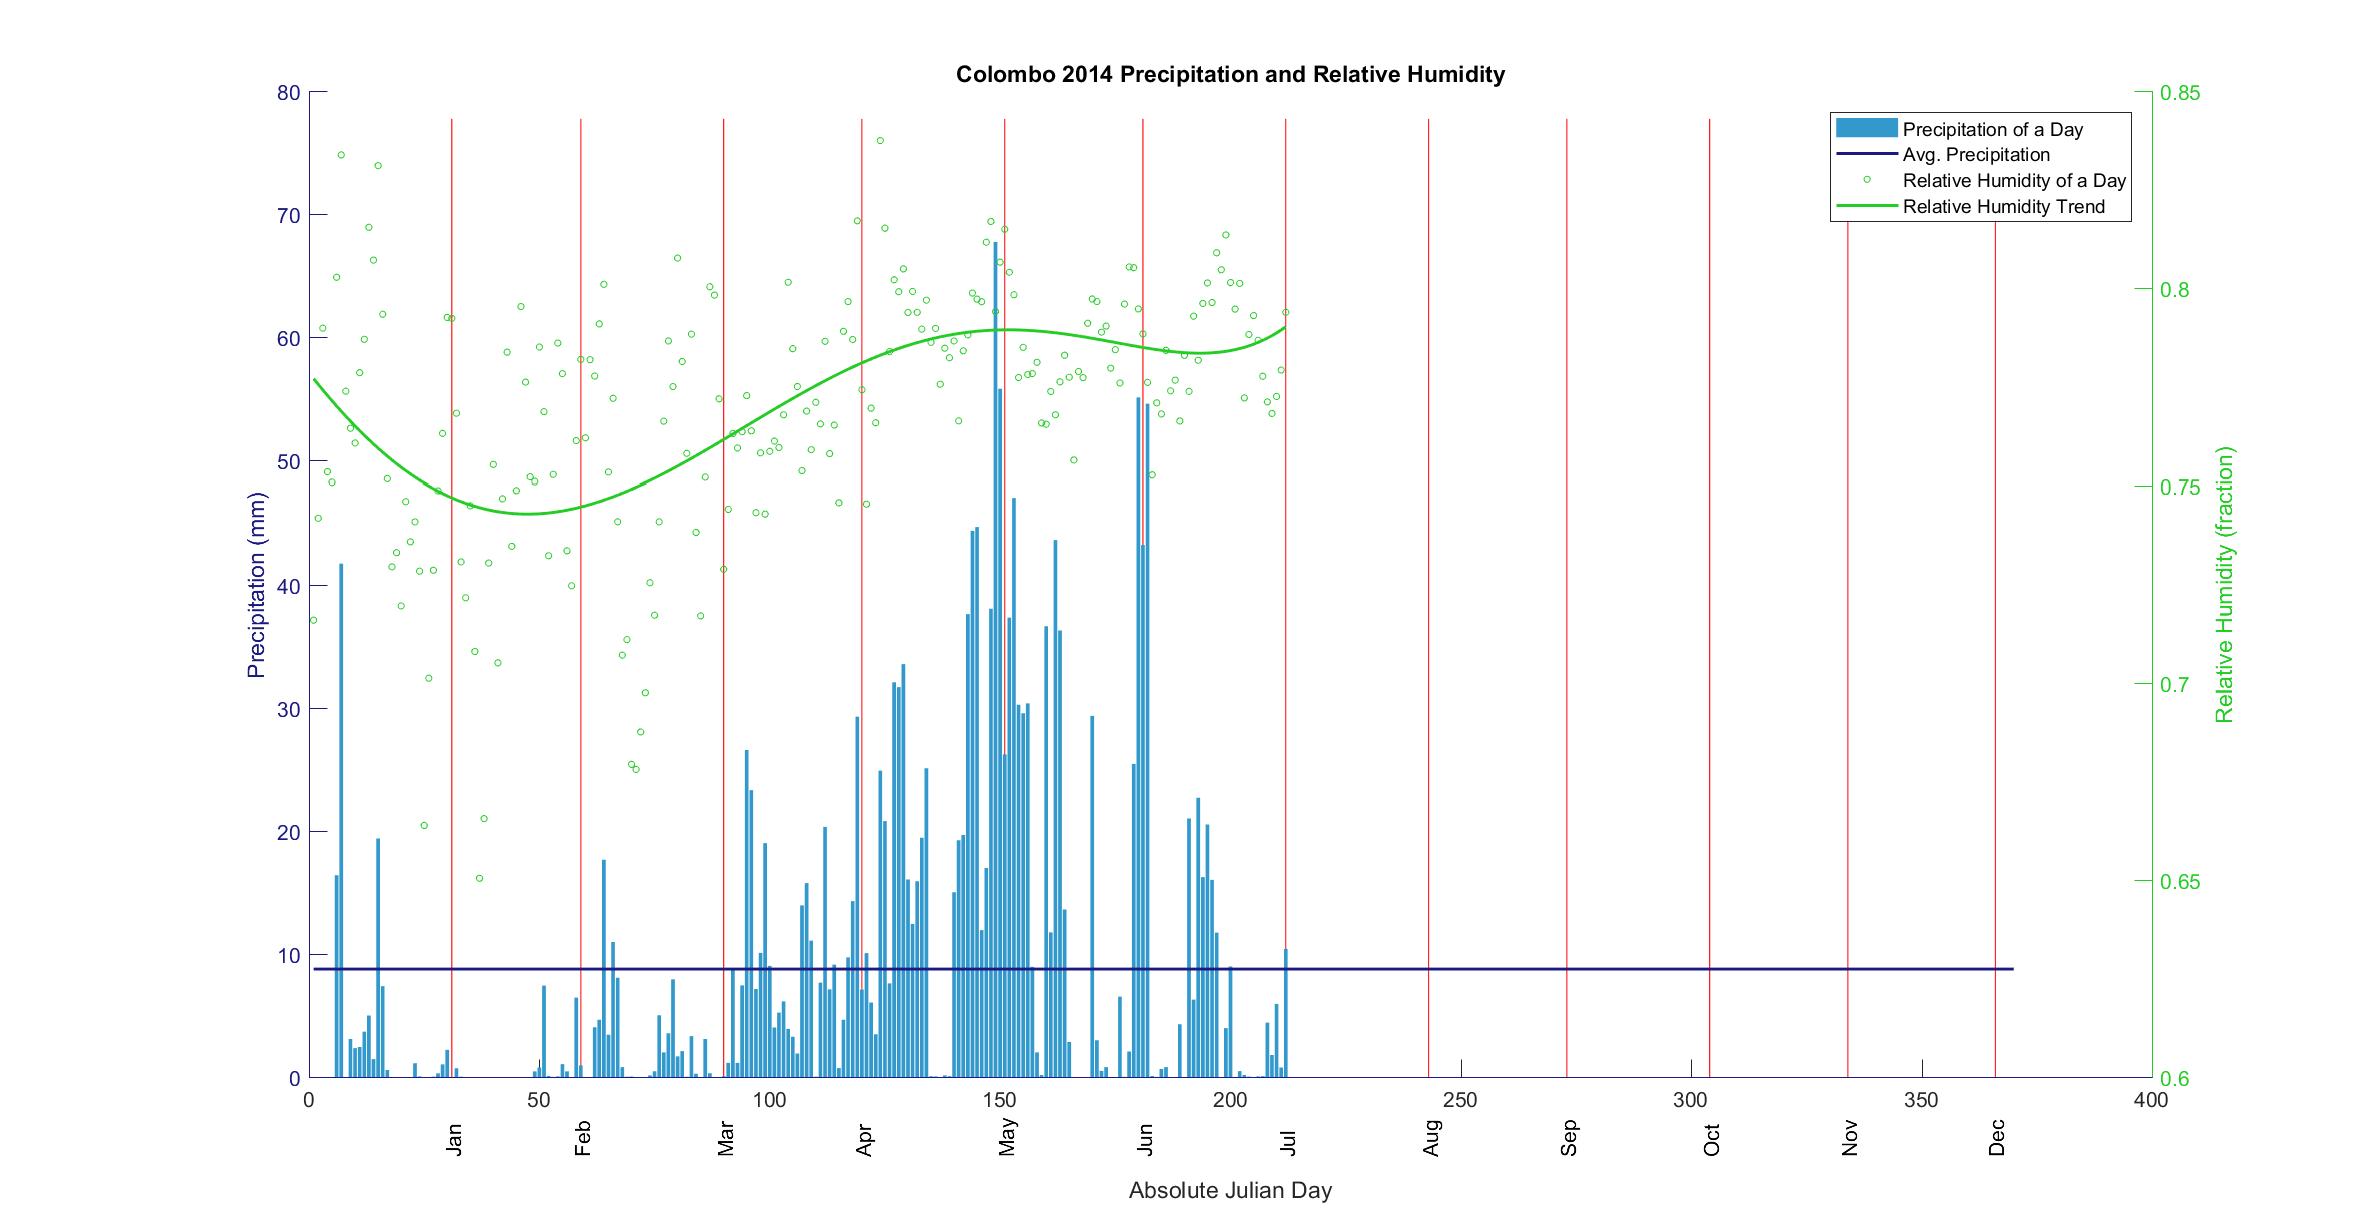 Colombo 2014 Precipitation and Relative Humidity
80
70
60
50
40
30
20
10
0
Precipitation (mm)
0.85
0.8
0.75
0.7
0.65
0.6
Relative Humidity (fraction)
Precipitation of a Day
Avg. Precipitation
Relative Humidity of a Day
Relative Humidity Trend
0 50 100 150 200 250 300 350 400
Jan Feb Mar Apr May Jun Jul Aug Sep Oct Nov Dec
Absolute Julian Day